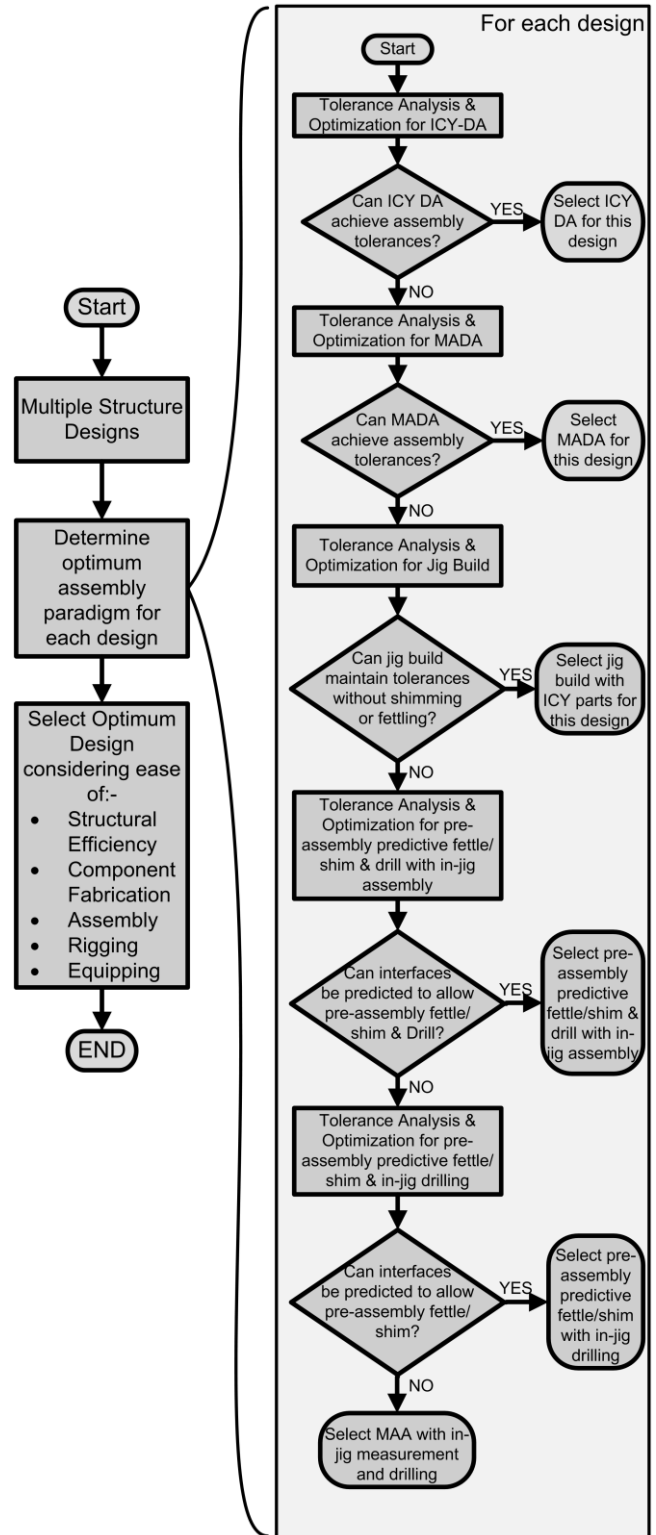 Start
Multiple Structure
Designs
Determine
optimum
assembly
paradigm for
each design
Select Optimum
Design
considering ease
of:-
• Structural
Efficiency
• Component
Fabrication
• Assembly
• Rigging
• Equipping
END
For each design
Start
Tolerance Analysis &
Optimization for ICY-DA
Can ICY DA
achieve assembly
tolerances?
YES
Select ICY
DA for this
design
NO
Tolerance Analysis &
Optimization for MADA
Can MADA
achieve assembly
tolerances?
YES
Select
MADA for
this design
NO
Tolerance Analysis &
Optimization for Jig Build
Can jig build
maintain tolerances
without shimming
or fettling?
YES
Select jig
build with
ICY parts for
this design
NO
Tolerance Analysis &
Optimization for pre-
assembly predictive fettle/
shim & drill with in-jig
assembly
Can interfaces
be predicted to allow
pre-assembly fettle/
shim & Drill?
YES
Select pre-
assembly
predictive
fettle/shim &
drill with in-
jig assembly
NO
Tolerance Analysis &
Optimization for pre-
assembly predictive fettle/
shim & in-jig drilling
Can interfaces
be predicted to allow
pre-assembly fettle/
shim?
YES
Select pre-
assembly
predictive
fettle/shim
with in-jig
drilling
NO
Select MAA with in-
jig measurement
and drilling